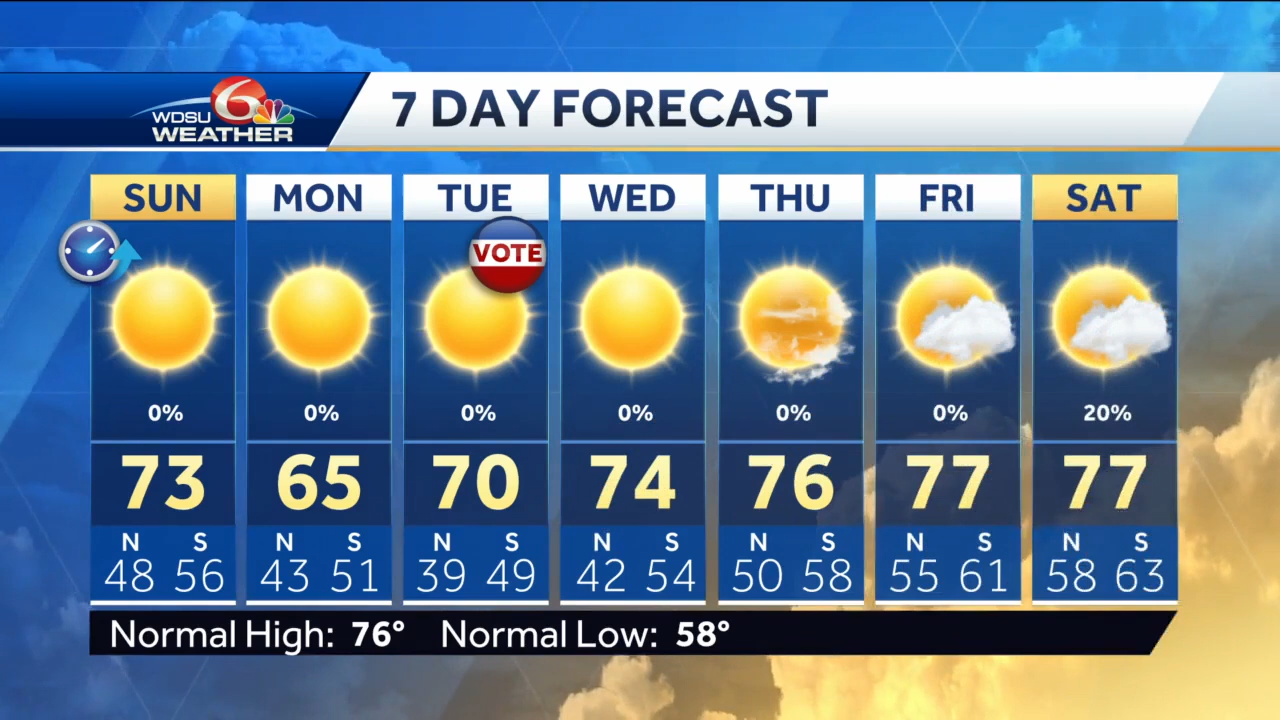 WDSU 6
WEATHER
7 DAY FORECAST
SUN MON TUE WED THU FRI SAT
VOTE
0% 0% 0% 0% 0% 0% 20%
73 65 70 74 76 77 77
N S N S N S N S N S N S N S
48 56 43 51 39 49 42 54 50 58 55 61 58 63
Normal High: 76° Normal Low: 58°